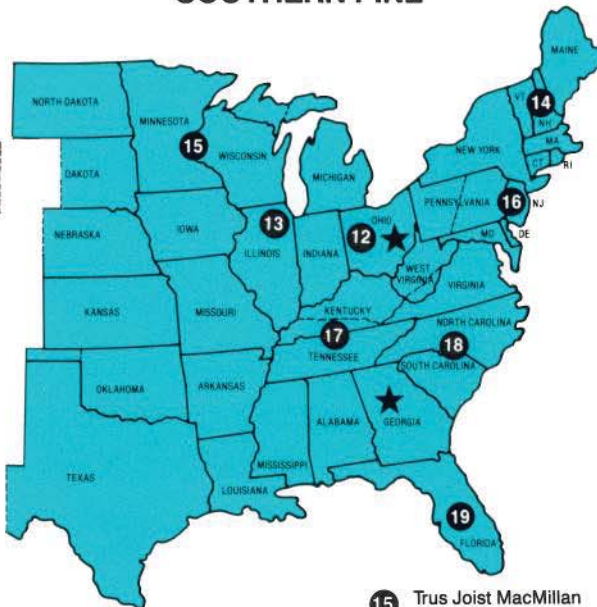 SOUTHERN PINE
MAINE
NORTH DAKOTA
MINNESOTA
VT
14
NH
15
WISCONSIN
MA
NEW YORK
CT
RI
DAKOTA
MICHIGAN
PENNSYLVANIA
16
NJ
IOWA
13
OHIO
NEBRASKA
12
MD
DE
ILLINOIS
INDIANA
WEST
VIRGINIA
VIRGINIA
KANSAS
MISSOURI
KENTUCKY
17
NORTH CAROLINA
18
TENNESSEE
SOUTH CAROLINA
OKLAHOMA
ARKANSAS
ALABAMA
GEORGIA
MISSISSIPPI
TEXAS
LOUISIANA
19
FLORIDA
15 Trus Joist MacMillan